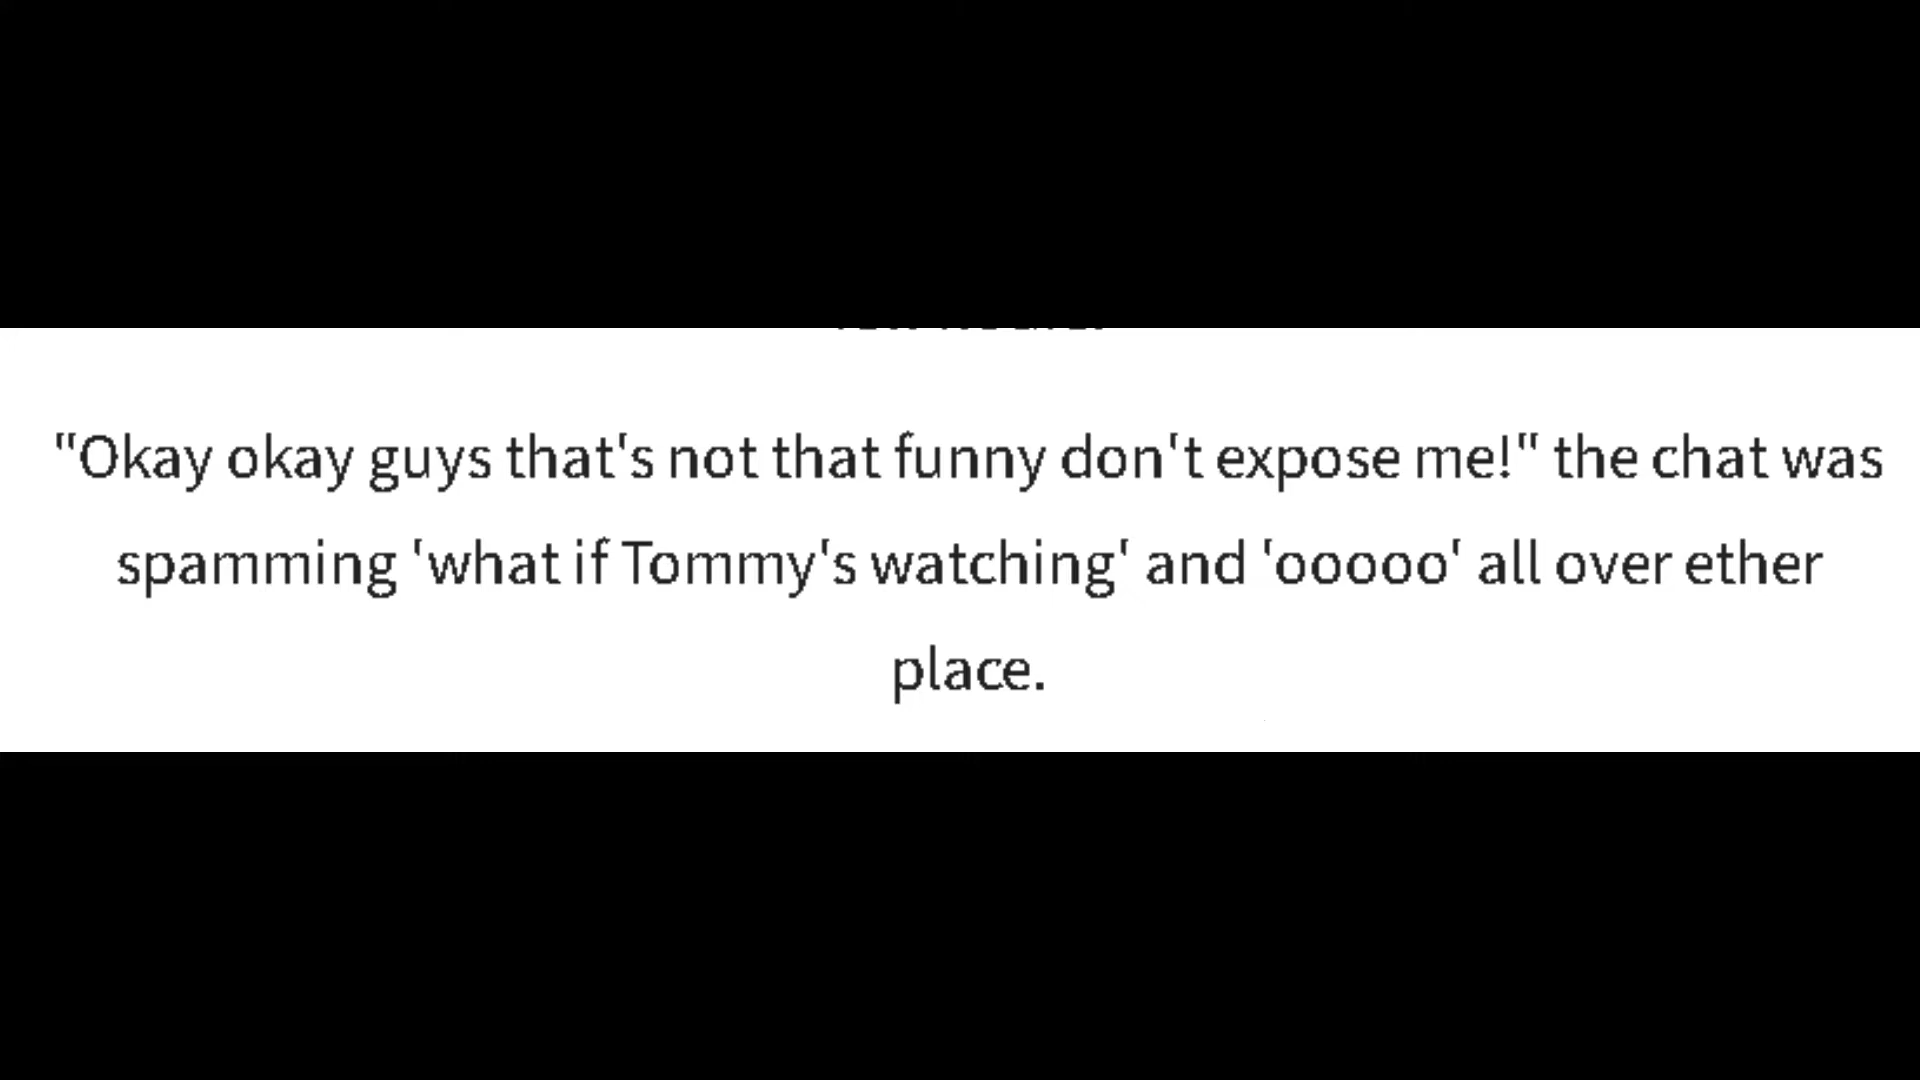 "Okay okay guys that's not that funny don't expose me!" the chat was
spamming 'what if Tommy's watching' and 'ooooo' all over ether
place.